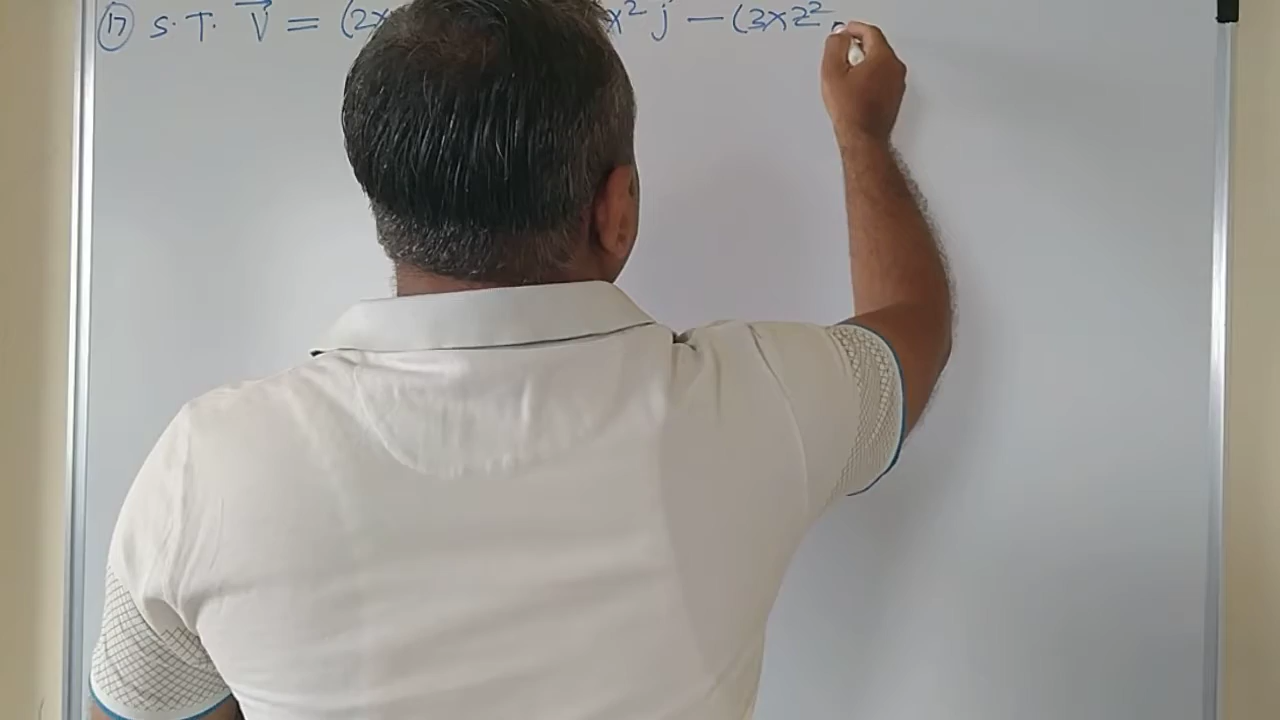 ⑰ S.T. V⃗ = (2x x² j - (3xz²